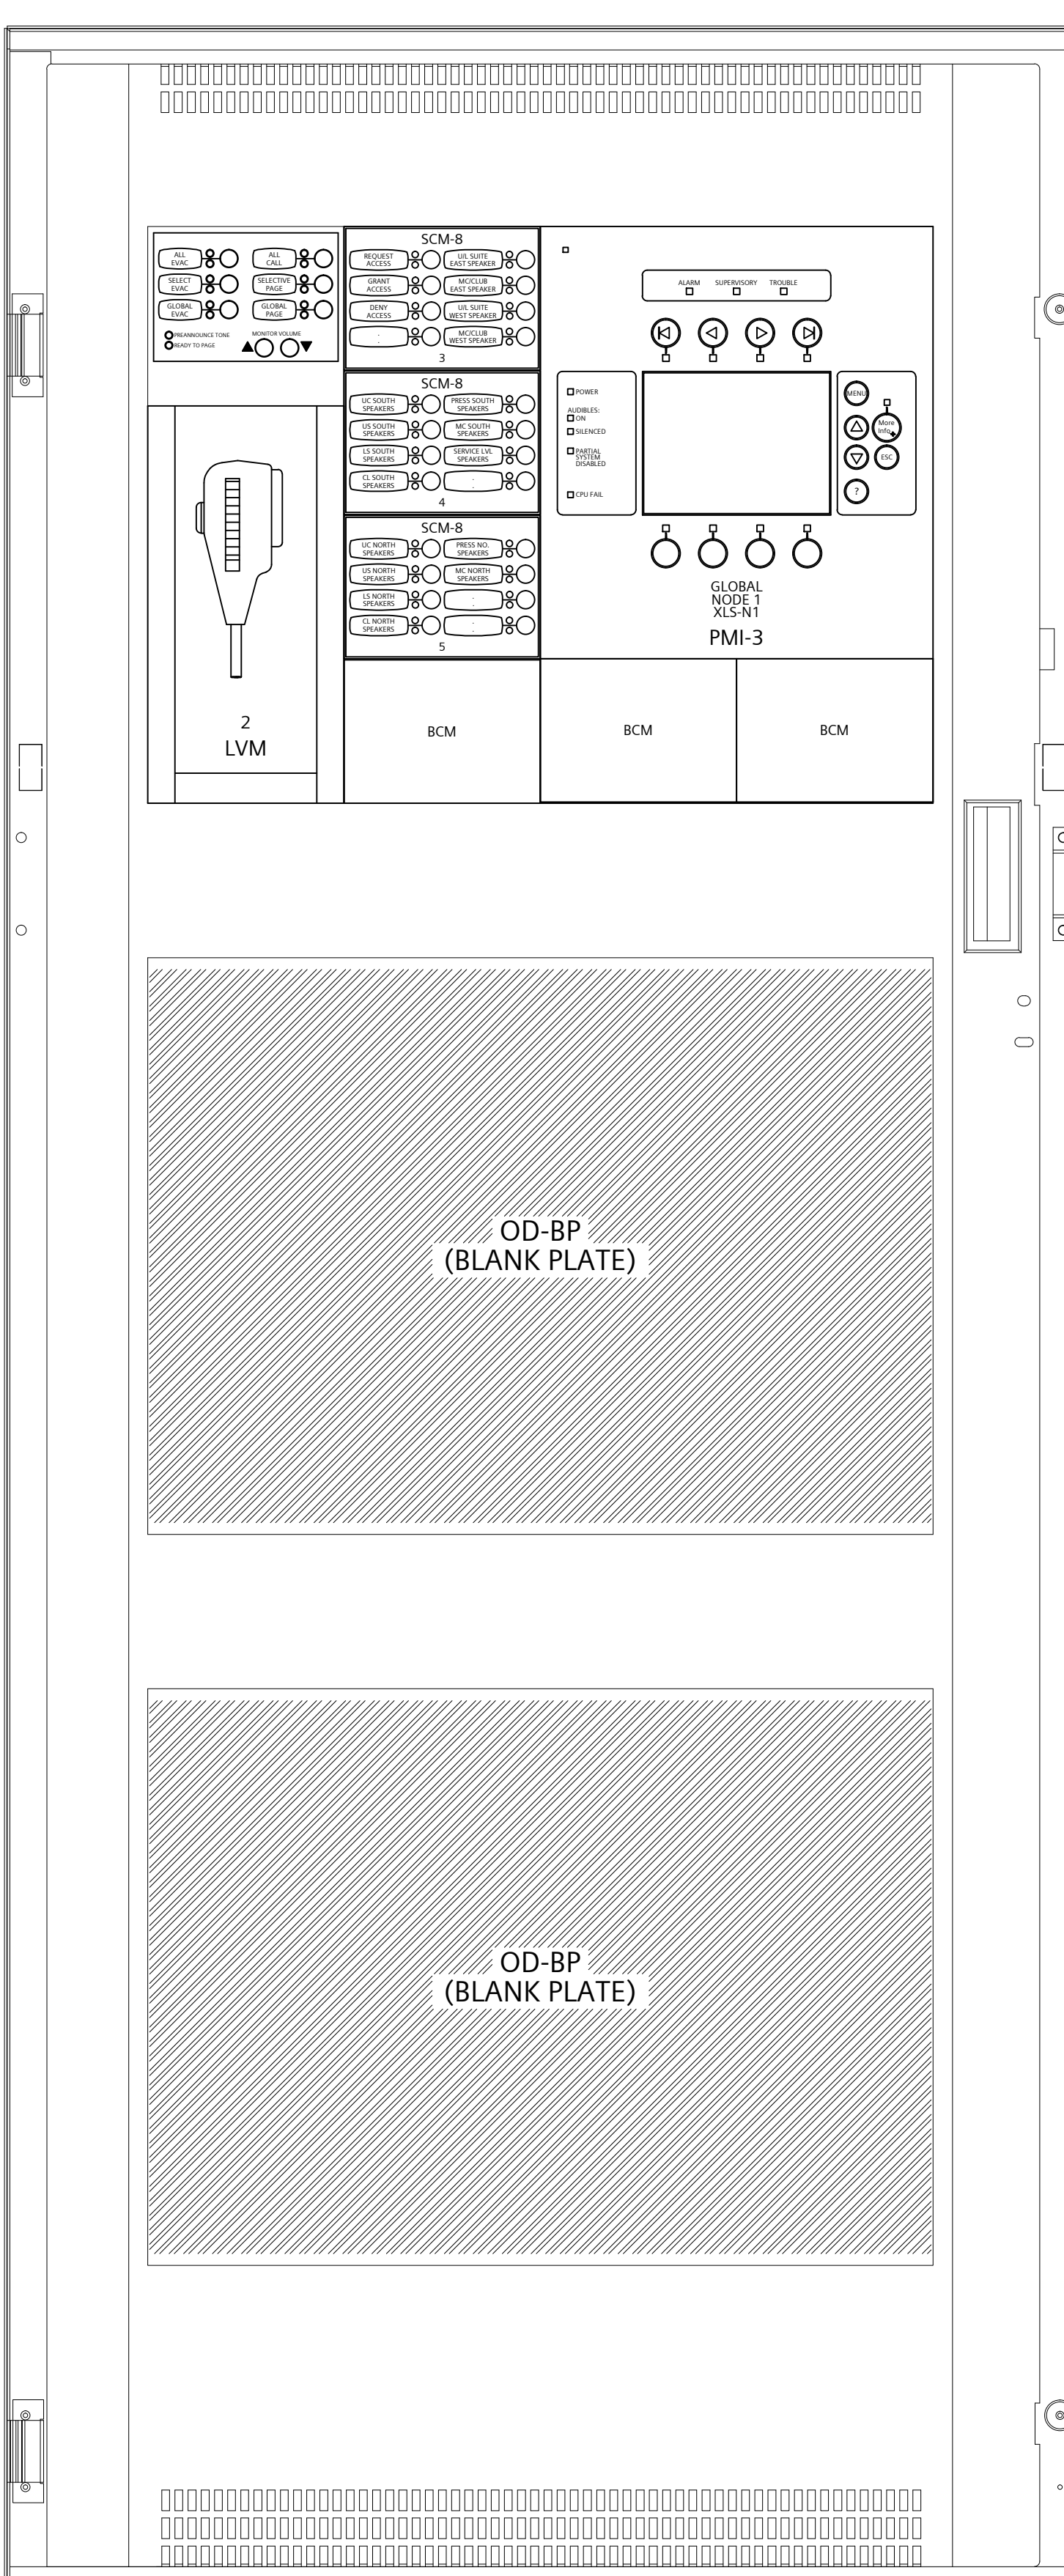 ALL
EVAC
ALL
CALL
SELECT
EVAC
SELECTIVE
PAGE
GLOBAL
EVAC
GLOBAL
PAGE
PREANNOUNCE TONE
READY TO PAGE
MONITOR VOLUME
2
LVM
SCM-8
REQUEST
ACCESS
U/L SUITE
EAST SPEAKER
GRANT
ACCESS
MC/CLUB
EAST SPEAKER
DENY
ACCESS
U/L SUITE
WEST SPEAKER
.
.
MC/CLUB
WEST SPEAKER
3
SCM-8
UC SOUTH
SPEAKERS
PRESS SOUTH
SPEAKERS
US SOUTH
SPEAKERS
MC SOUTH
SPEAKERS
LS SOUTH
SPEAKERS
SERVICE LVL
SPEAKERS
CL SOUTH
SPEAKERS
.
.
4
SCM-8
UC NORTH
SPEAKERS
PRESS NO.
SPEAKERS
US NORTH
SPEAKERS
MC NORTH
SPEAKERS
LS NORTH
SPEAKERS
.
.
CL NORTH
SPEAKERS
.
.
5
ALARM SUPERVISORY TROUBLE
POWER
AUDIBLES:
ON
SILENCED
PARTIAL
SYSTEM
DISABLED
CPU FAIL
MENU
More
Info
ESC
?
GLOBAL
NODE 1
XLS-N1
PMI-3
BCM
BCM
BCM
OD-BP
(BLANK PLATE)
OD-BP
(BLANK PLATE)